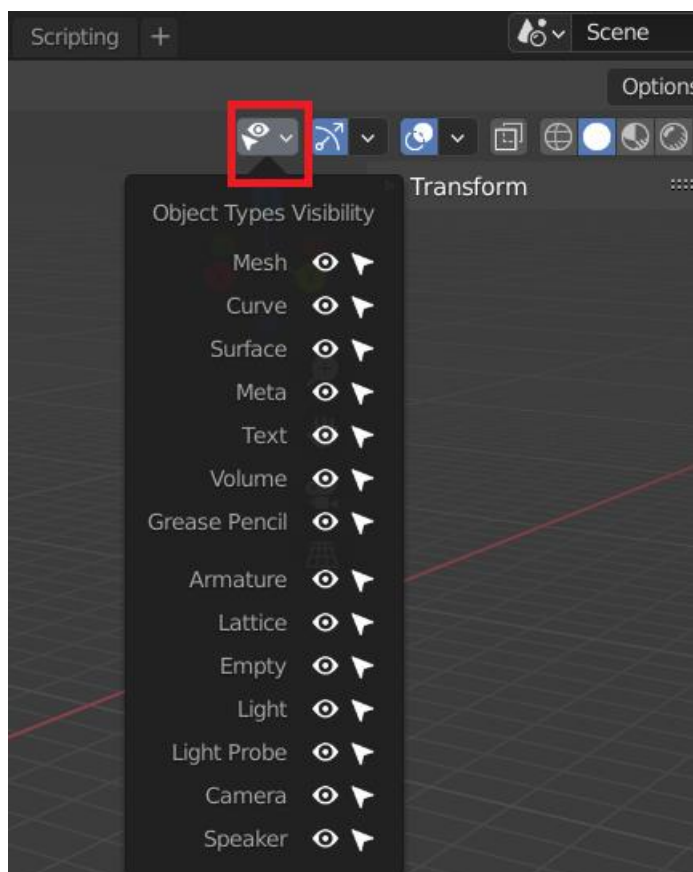 Scripting +
Scene
Options
Transform
Object Types Visibility
Mesh
Curve
Surface
Meta
Text
Volume
Grease Pencil
Armature
Lattice
Empty
Light
Light Probe
Camera
Speaker